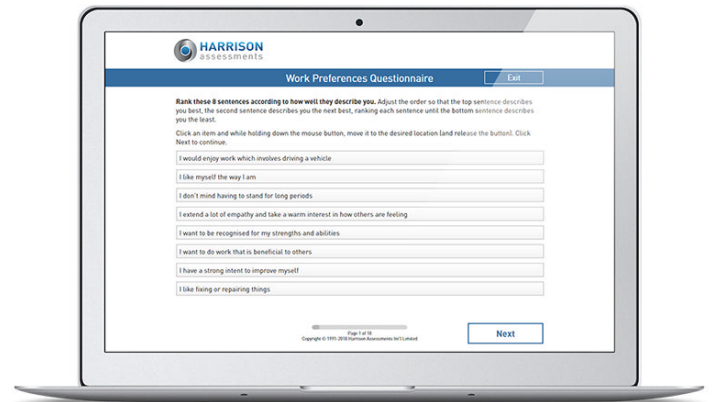 HARRISON
assessments
Work Preferences Questionnaire
Exit
Rank these 8 sentences according to how well they describe you. Adjust the order so that the top sentence describes
you best, the second sentence describes you the next best, ranking each sentence until the bottom sentence describes
you the least.
Click an item and while holding down the mouse button, move it to the desired location (and release the button). Click
Next to continue.
I would enjoy work which involves driving a vehicle
I like myself the way I am
I don't mind having to stand for long periods
I extend a lot of empathy and take a warm interest in how others are feeling
I want to be recognised for my strengths and abilities
I want to do work that is beneficial to others
I have a strong intent to improve myself
I like fixing or repairing things
Page 1 of 18
Copyright © 1991-2018 Harrison Assessments Int'l Limited
Next